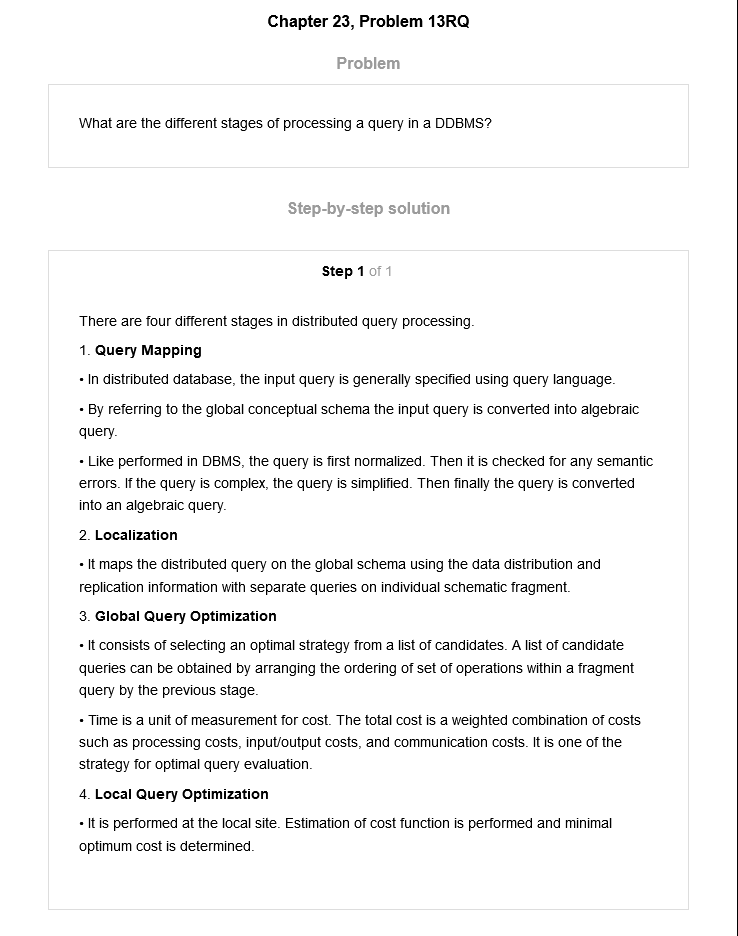 Chapter 23, Problem 13RQ
Problem
What are the different stages of processing a query in a DDBMS?
Step-by-step solution
Step 1 of 1
There are four different stages in distributed query processing.
1. Query Mapping
• In distributed database, the input query is generally specified using query language.
• By referring to the global conceptual schema the input query is converted into algebraic
query.
• Like performed in DBMS, the query is first normalized. Then it is checked for any semantic
errors. If the query is complex, the query is simplified. Then finally the query is converted
into an algebraic query.
2. Localization
• It maps the distributed query on the global schema using the data distribution and
replication information with separate queries on individual schematic fragment.
3. Global Query Optimization
• It consists of selecting an optimal strategy from a list of candidates. A list of candidate
queries can be obtained by arranging the ordering of set of operations within a fragment
query by the previous stage.
• Time is a unit of measurement for cost. The total cost is a weighted combination of costs
such as processing costs, input/output costs, and communication costs. It is one of the
strategy for optimal query evaluation.
4. Local Query Optimization
• It is performed at the local site. Estimation of cost function is performed and minimal
optimum cost is determined.